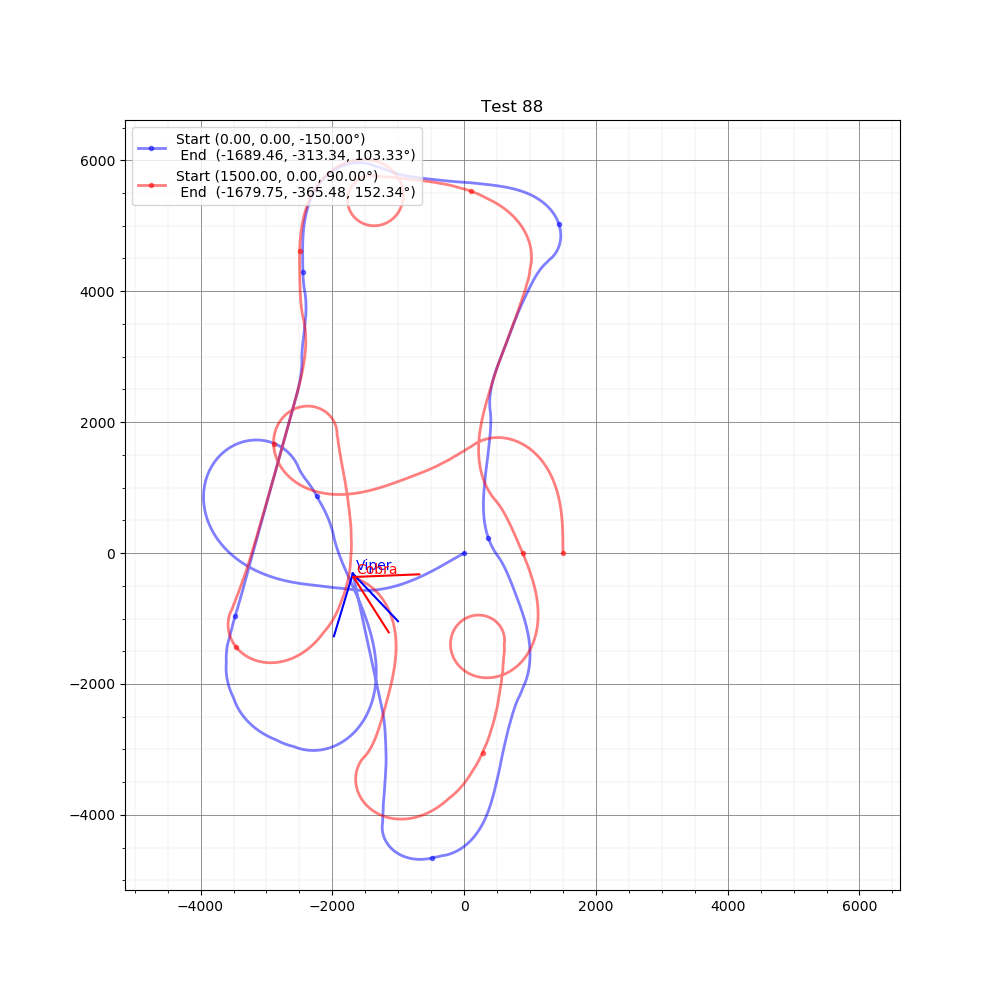 Test 88
Start (0.00, 0.00, -150.00°)
End (-1689.46, -313.34, 103.33°)
Start (1500.00, 0.00, 90.00°)
End (-1679.75, -365.48, 152.34°)
6000
4000
2000
0
−2000
−4000
Viper
Cobra
−4000 −2000 0 2000 4000 6000